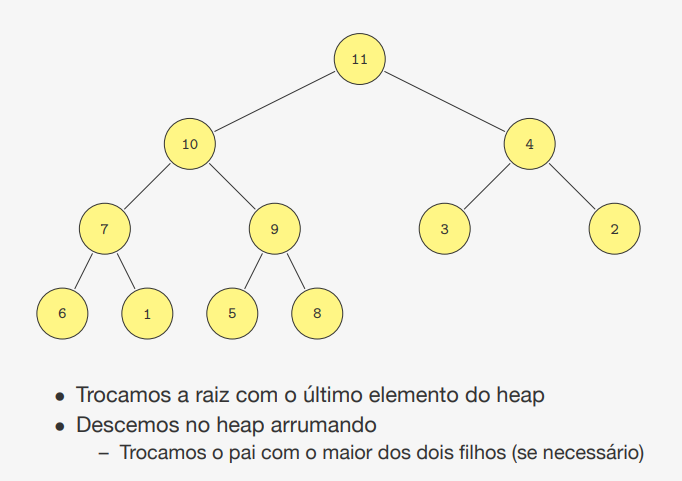 11
10 4
7 9 3 2
6 1 5 8
• Trocamos a raiz com o último elemento do heap
• Descemos no heap arrumando
– Trocamos o pai com o maior dos dois filhos (se necessário)